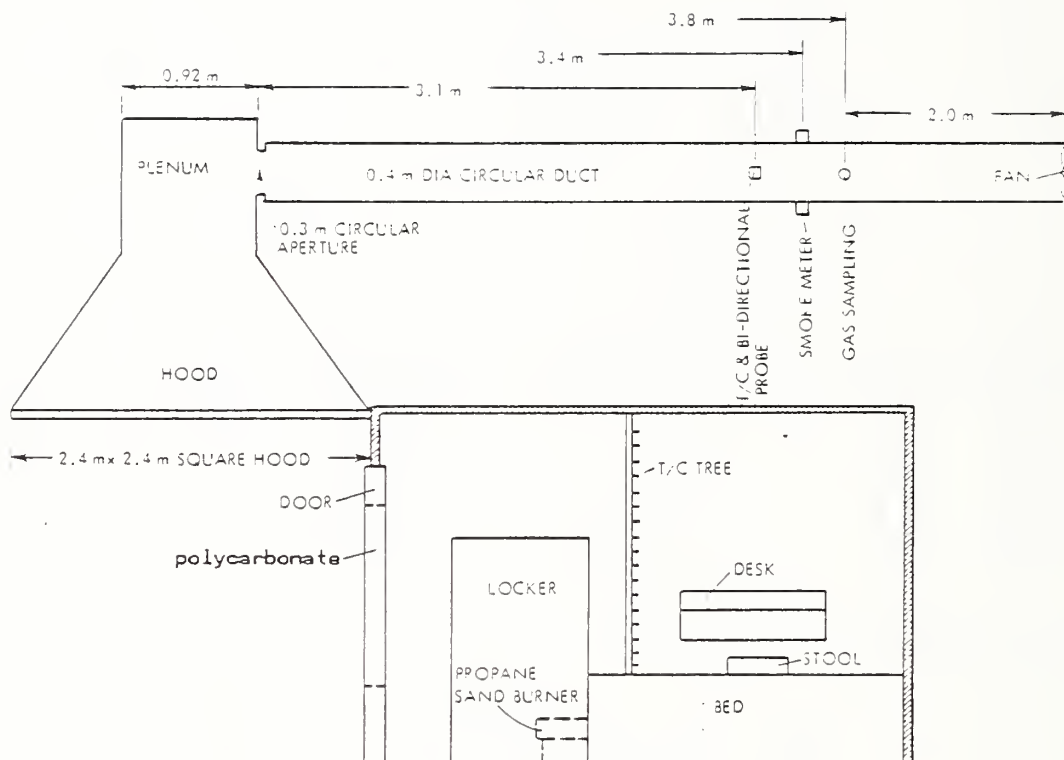 3.8 m
3.4 m
0.92 m
3.1 m
2.0 m
PLENUM
0.4 m DIA CIRCULAR DUCT
FAN
0.3 m CIRCULAR
APERTURE
T/C & BI-DIRECTIONAL
PROBE
SMOKE METER
GAS SAMPLING
HOOD
2.4 m x 2.4 m SQUARE HOOD
T/C TREE
DOOR
polycarbonate
LOCKER
DESK
STOOL
PROPANE
SAND BURNER
BED